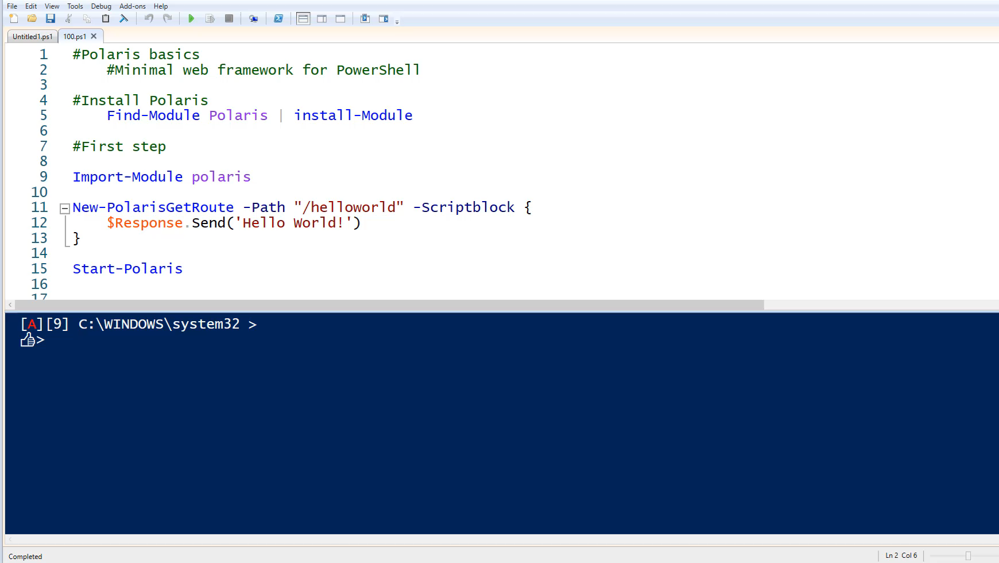 File Edit View Tools Debug Add-ons Help
Untitled1.ps1 100.ps1
1 #Polaris basics
2 #Minimal web framework for PowerShell
3
4 #Install Polaris
5 Find-Module Polaris | install-Module
6
7 #First step
8
9 Import-Module polaris
10
11 New-PolarisGetRoute -Path "/helloworld" -Scriptblock {
12 $Response.Send('Hello World!')
13 }
14
15 Start-Polaris
16
17
[A][9] C:\WINDOWS\system32 >
👍>
Completed Ln 2 Col 6